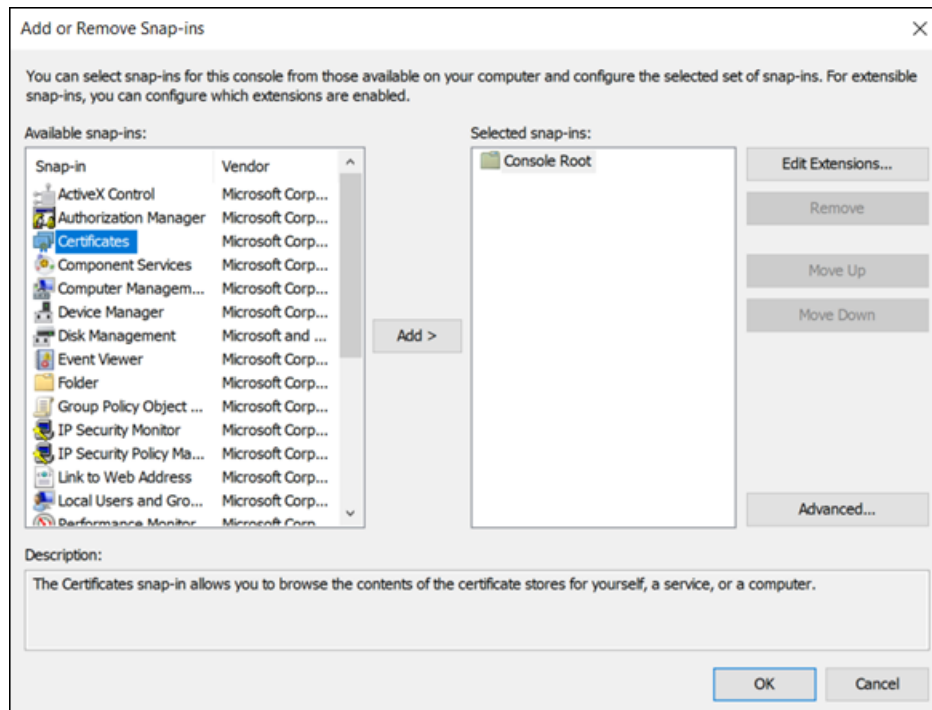 Add or Remove Snap-ins
You can select snap-ins for this console from those available on your computer and configure the selected set of snap-ins. For extensible
snap-ins, you can configure which extensions are enabled.
Available snap-ins:
Snap-in Vendor
ActiveX Control Microsoft Corp...
Authorization Manager Microsoft Corp...
Certificates Microsoft Corp...
Component Services Microsoft Corp...
Computer Managem... Microsoft Corp...
Device Manager Microsoft Corp...
Disk Management Microsoft and ...
Event Viewer Microsoft Corp...
Folder Microsoft Corp...
Group Policy Object ... Microsoft Corp...
IP Security Monitor Microsoft Corp...
IP Security Policy Ma... Microsoft Corp...
Link to Web Address Microsoft Corp...
Local Users and Gro... Microsoft Corp...
Performance Monitor Microsoft Corp...
Add >
Selected snap-ins:
Console Root
Edit Extensions...
Remove
Move Up
Move Down
Advanced...
Description:
The Certificates snap-in allows you to browse the contents of the certificate stores for yourself, a service, or a computer.
OK
Cancel